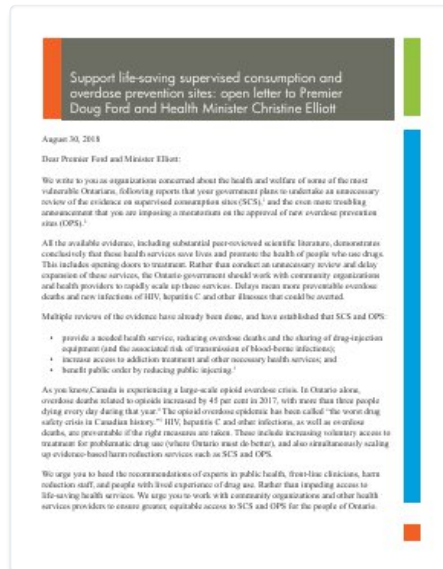 Support life-saving supervised consumption and
overdose prevention sites: open letter to Premier
Doug Ford and Health Minister Christine Elliott
August 30, 2018
Dear Premier Ford and Minister Elliott:
We write to you as organizations concerned about the health and welfare of some of the most
vulnerable Ontarians, following reports that your government plans to undertake an unnecessary
review of the evidence on supervised consumption sites (SCS),¹ and the even more troubling
announcement that you are imposing a moratorium on the approval of new overdose prevention
sites (OPS).²
All the available evidence, including substantial peer-reviewed scientific literature, demonstrates
conclusively that these health services save lives and promote the health of people who use drugs.
This includes opening doors to treatment. Rather than conduct an unnecessary review and delay
expansion of these services, the Ontario government should work with community organizations
and health providers to rapidly scale up these services. Delays mean more preventable overdose
deaths and new infections of HIV, hepatitis C and other illnesses that could be averted.
Multiple reviews of the evidence have already been done, and have established that SCS and OPS:
• provide a needed health service, reducing overdose deaths and the sharing of drug-injection
equipment (and the associated risk of transmission of blood-borne infections);
• increase access to addiction treatment and other necessary health services; and
• benefit public order by reducing public injecting.³
As you know,Canada is experiencing a large-scale opioid overdose crisis. In Ontario alone,
overdose deaths related to opioids increased by 45 per cent in 2017, with more than three people
dying every day during that year.⁴ The opioid overdose epidemic has been called “the worst drug
safety crisis in Canadian history.”⁵ HIV, hepatitis C and other infections, as well as overdose
deaths, are preventable if the right measures are taken. These include increasing voluntary access to
treatment for problematic drug use (where Ontario must do better), and also simultaneously scaling
up evidence-based harm reduction services such as SCS and OPS.
We urge you to heed the recommendations of experts in public health, front-line clinicians, harm
reduction staff, and people with lived experience of drug use. Rather than impeding access to
life-saving health services. We urge you to work with community organizations and other health
services providers to ensure greater, equitable access to SCS and OPS for the people of Ontario.